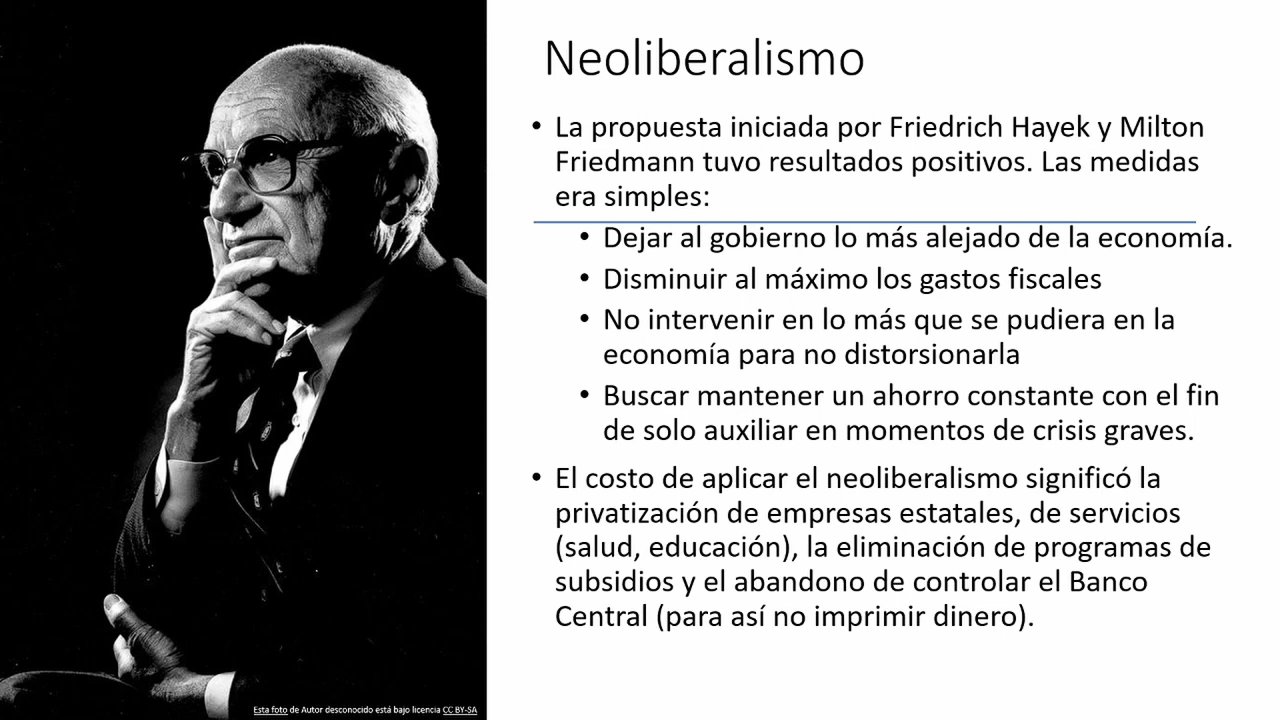 Neoliberalismo
• La propuesta iniciada por Friedrich Hayek y Milton
Friedmann tuvo resultados positivos. Las medidas
era simples:
• Dejar al gobierno lo más alejado de la economía.
• Disminuir al máximo los gastos fiscales
• No intervenir en lo más que se pudiera en la
economía para no distorsionarla
• Buscar mantener un ahorro constante con el fin
de solo auxiliar en momentos de crisis graves.
• El costo de aplicar el neoliberalismo significó la
privatización de empresas estatales, de servicios
(salud, educación), la eliminación de programas de
subsidios y el abandono de controlar el Banco
Central (para así no imprimir dinero).
Esta foto de Autor desconocido está bajo licencia CC BY-SA